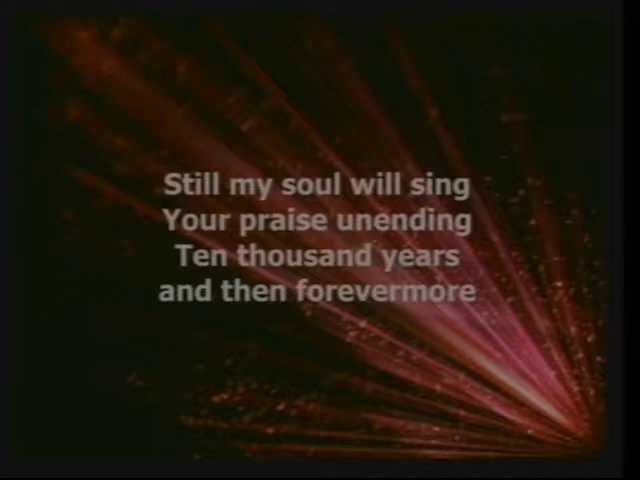 Still my soul will sing
Your praise unending
Ten thousand years
and then forevermore